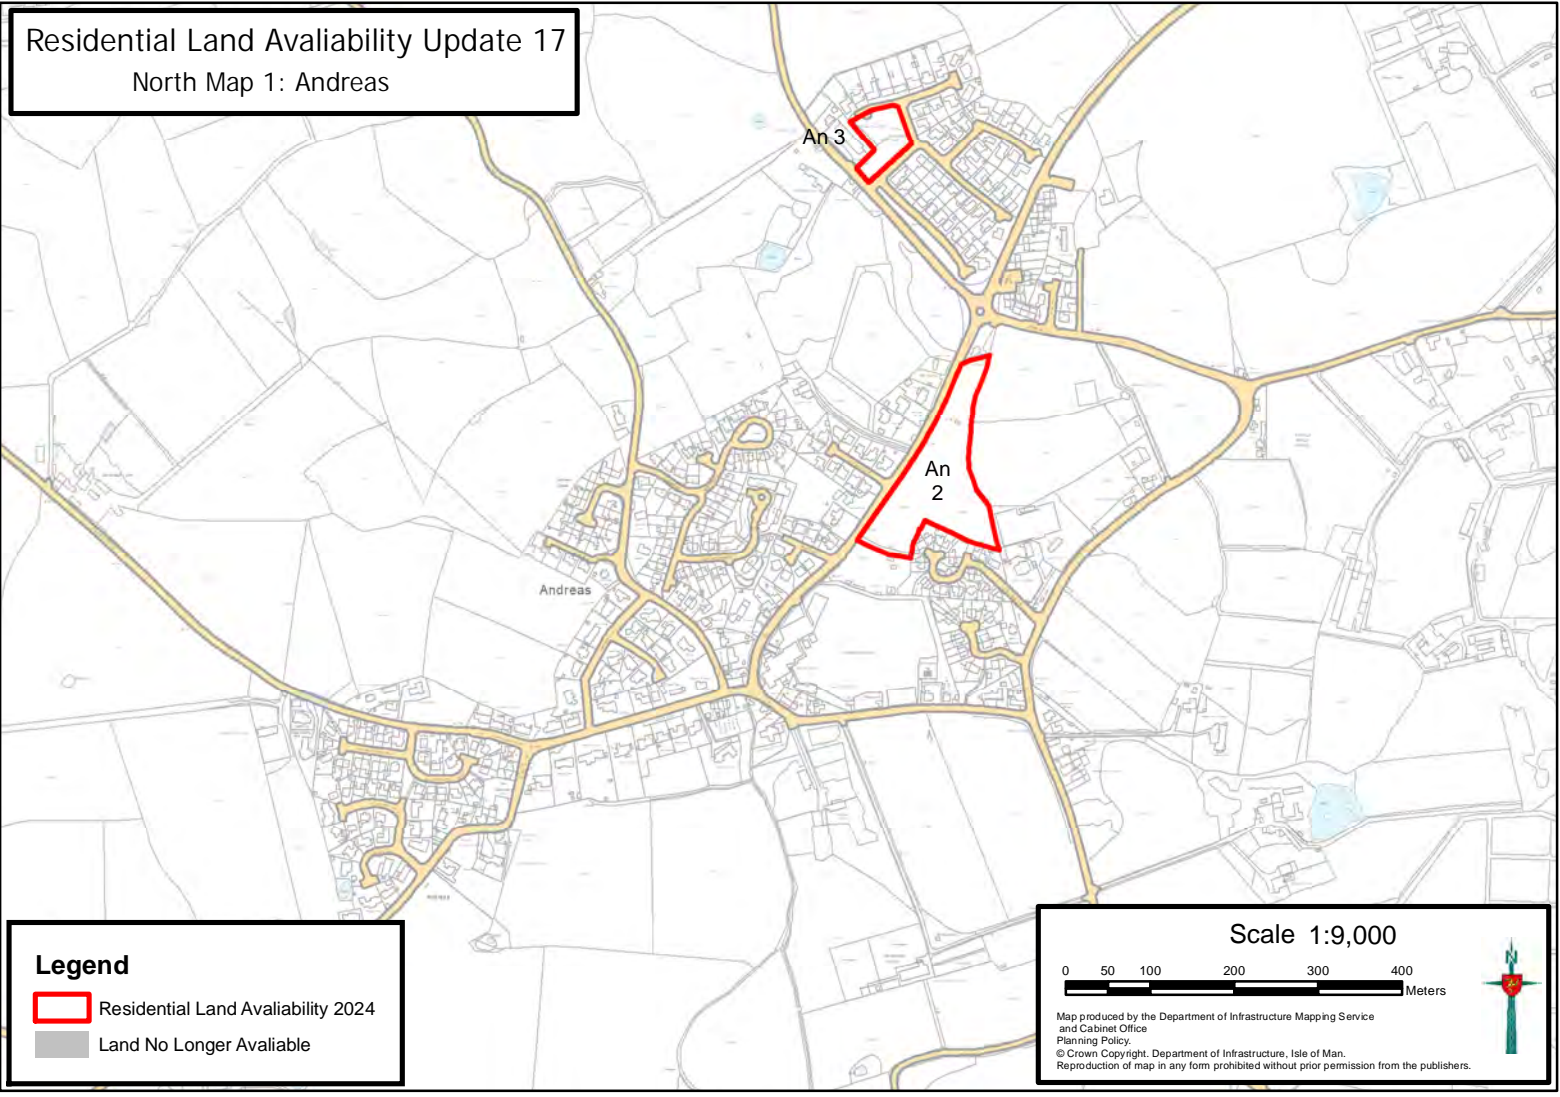 Residential Land Avaliability Update 17
North Map 1: Andreas
An 3
An
2
Andreas
Legend
Residential Land Avaliability 2024
Land No Longer Avaliable
Scale 1:9,000
0 50 100 200 300 400
Meters
N
Map produced by the Department of Infrastructure Mapping Service
and Cabinet Office
Planning Policy.
© Crown Copyright. Department of Infrastructure, Isle of Man.
Reproduction of map in any form prohibited without prior permission from the publishers.